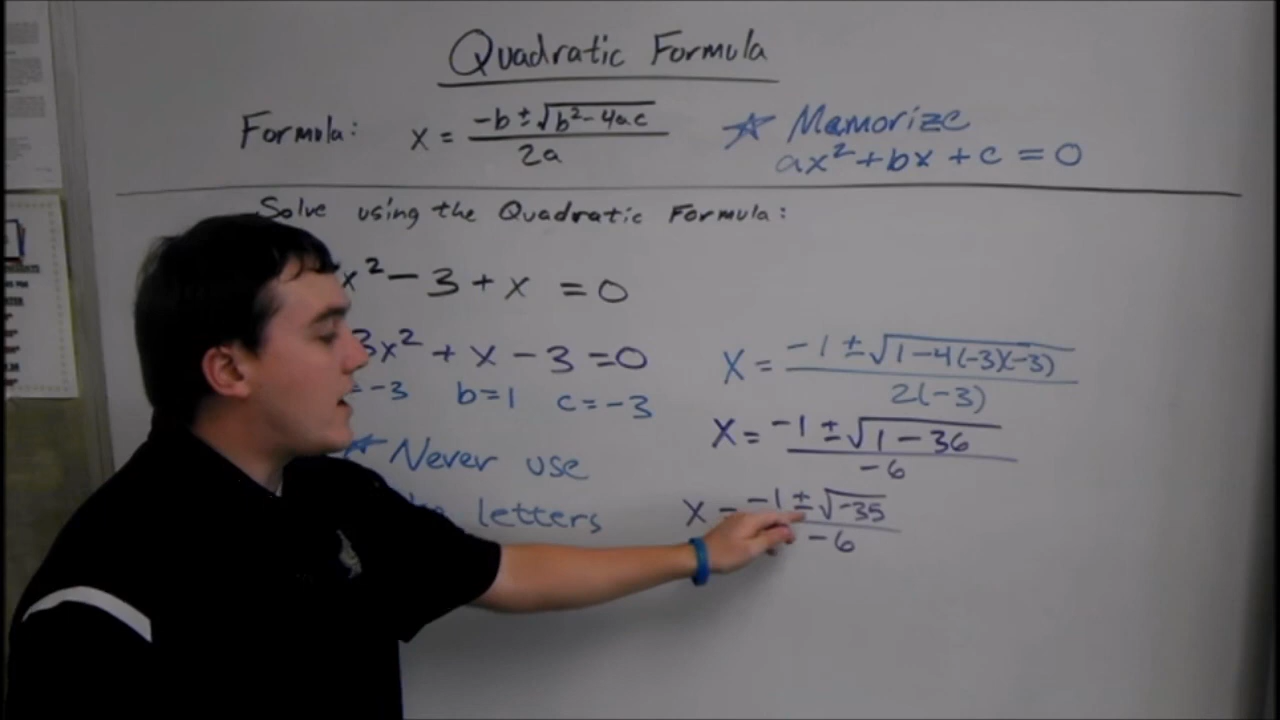 Quadratic Formula
Formula: x = (-b ± √(b² - 4ac))/(2a)
☆ Mamorize
ax² + bx + c = 0
Solve using the Quadratic Formula:
x² - 3 + x = 0
3x² + x - 3 = 0
= -3 b = 1 c = -3
☆ Never use
letters
x = (-1 ± √(1 - 4(-3)(-3)))/(2(-3))
x = (-1 ± √(1 - 36))/(-6)
x = (-1 ± √(-35))/(-6)